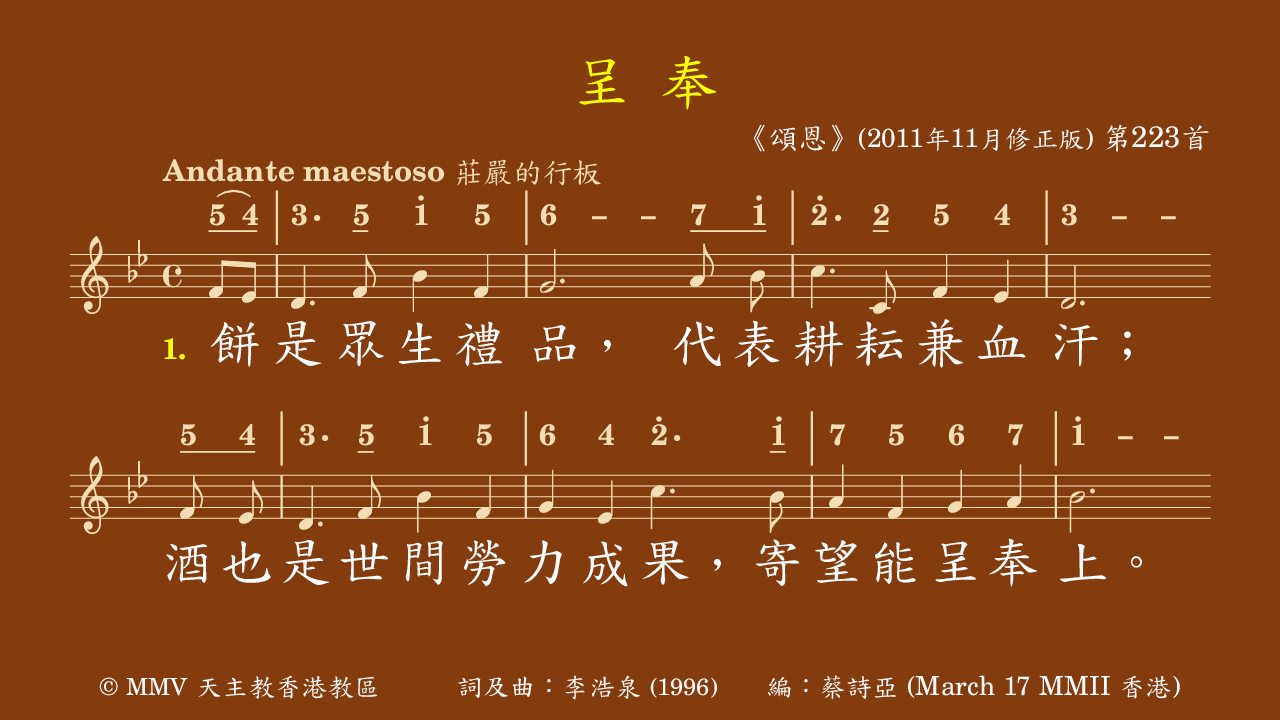 呈 奉
《頌恩》(2011年11月修正版) 第223首
Andante maestoso 莊嚴的行板
5 4 | 3· 5 1̇ 5 | 6 – – 7 1̇ | 2̇· 2 5 4 | 3 – –
1. 餅是眾生禮品， 代表耕耘兼血汗；
5 4 | 3· 5 1̇ 5 | 6 4 2̇· 1̇ | 7 5 6 7 | 1̇ – –
酒也是世間勞力成果，寄望能呈奉上。
© MMV 天主教香港教區 詞及曲：李浩泉 (1996) 編：蔡詩亞 (March 17 MMII 香港)